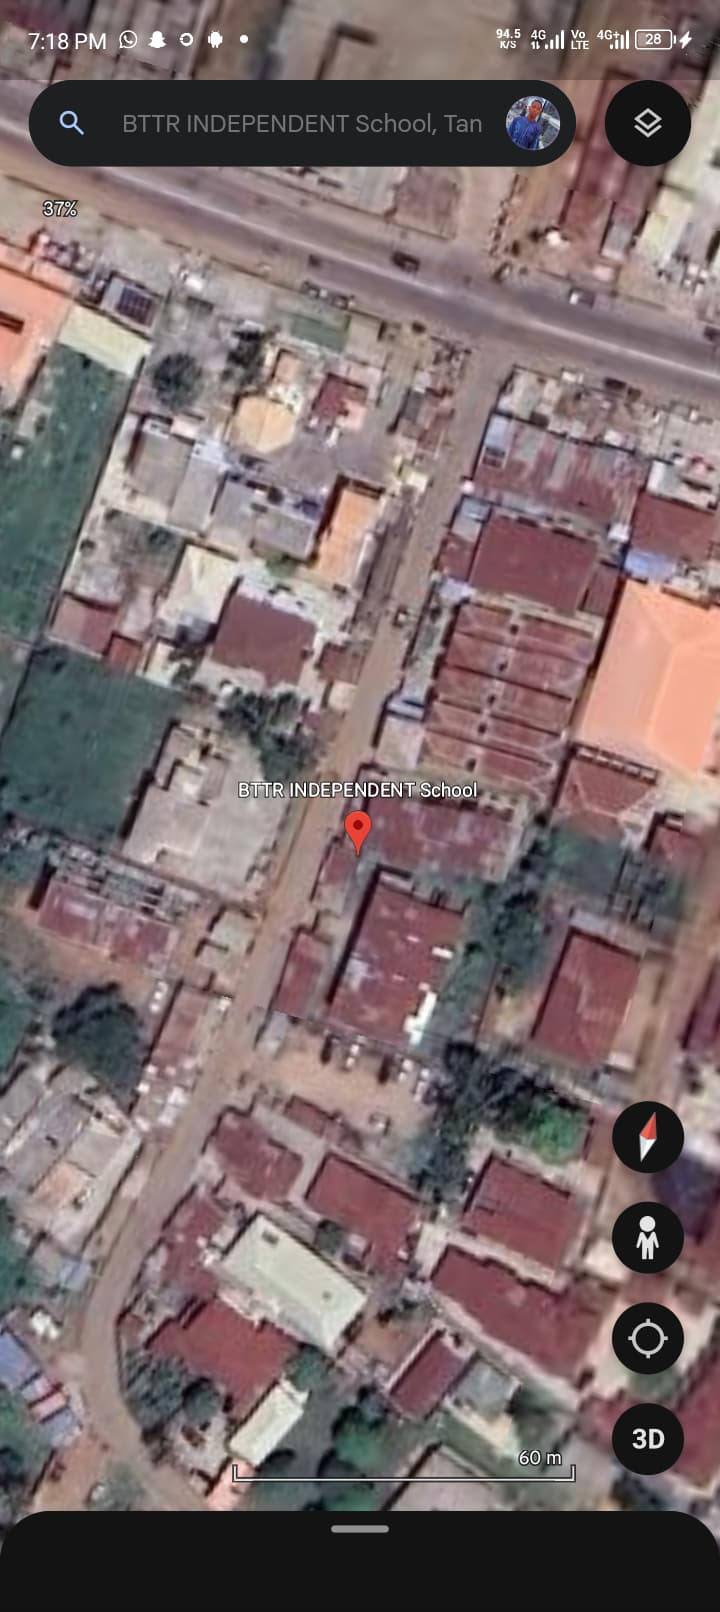 7:18 PM
94.5
K/S
4G
Vo
LTE
4G+
28
BTTR INDEPENDENT School, Tan
37%
BTTR INDEPENDENT School
3D
60 m